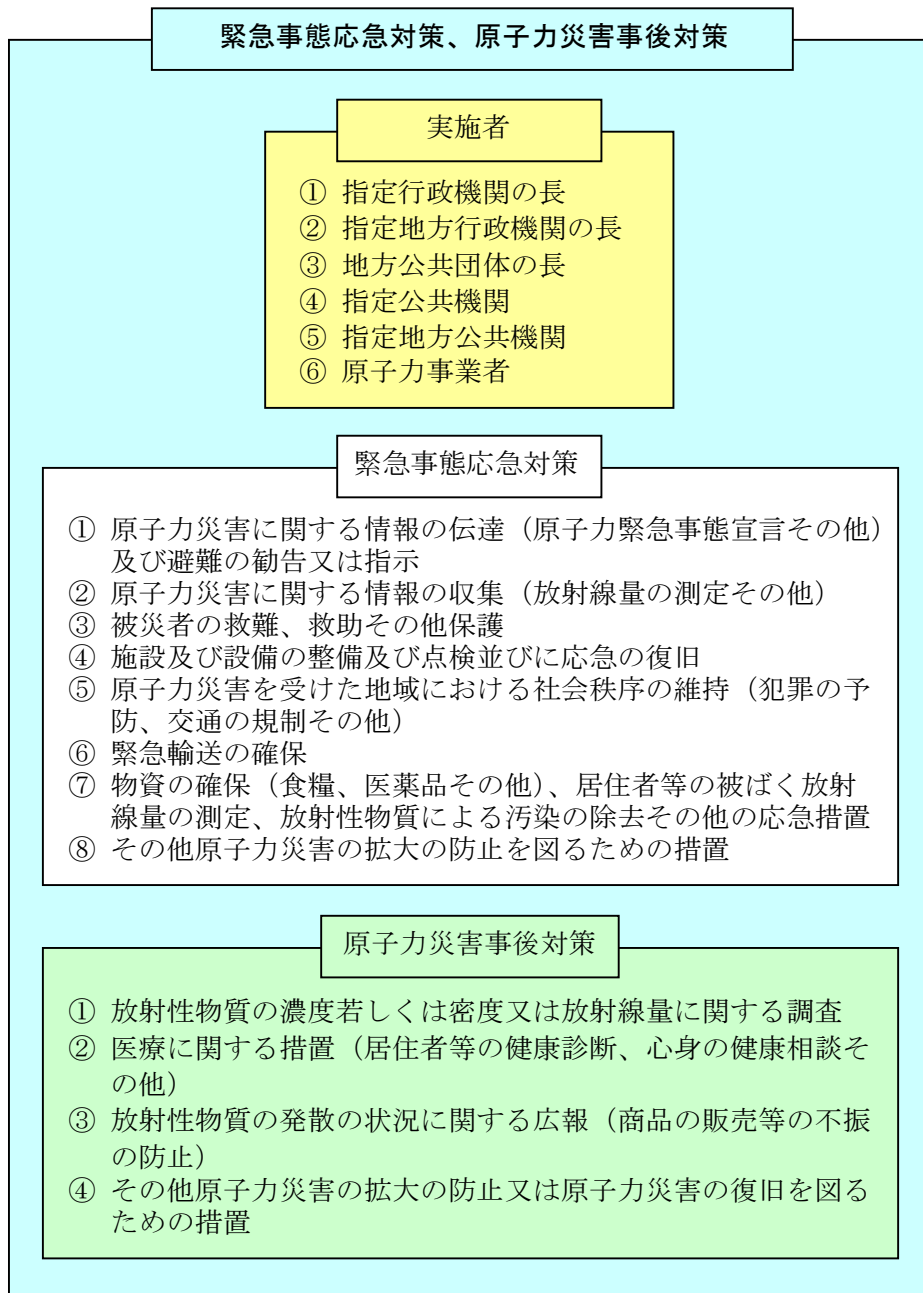 緊急事態応急対策、原子力災害事後対策
実施者
① 指定行政機関の長
② 指定地方行政機関の長
③ 地方公共団体の長
④ 指定公共機関
⑤ 指定地方公共機関
⑥ 原子力事業者
緊急事態応急対策
① 原子力災害に関する情報の伝達（原子力緊急事態宣言その他）
及び避難の勧告又は指示
② 原子力災害に関する情報の収集（放射線量の測定その他）
③ 被災者の救難、救助その他保護
④ 施設及び設備の整備及び点検並びに応急の復旧
⑤ 原子力災害を受けた地域における社会秩序の維持（犯罪の予
防、交通の規制その他）
⑥ 緊急輸送の確保
⑦ 物資の確保（食糧、医薬品その他）、居住者等の被ばく放射
線量の測定、放射性物質による汚染の除去その他の応急措置
⑧ その他原子力災害の拡大の防止を図るための措置
原子力災害事後対策
① 放射性物質の濃度若しくは密度又は放射線量に関する調査
② 医療に関する措置（居住者等の健康診断、心身の健康相談そ
の他）
③ 放射性物質の発散の状況に関する広報（商品の販売等の不振
の防止）
④ その他原子力災害の拡大の防止又は原子力災害の復旧を図る
ための措置